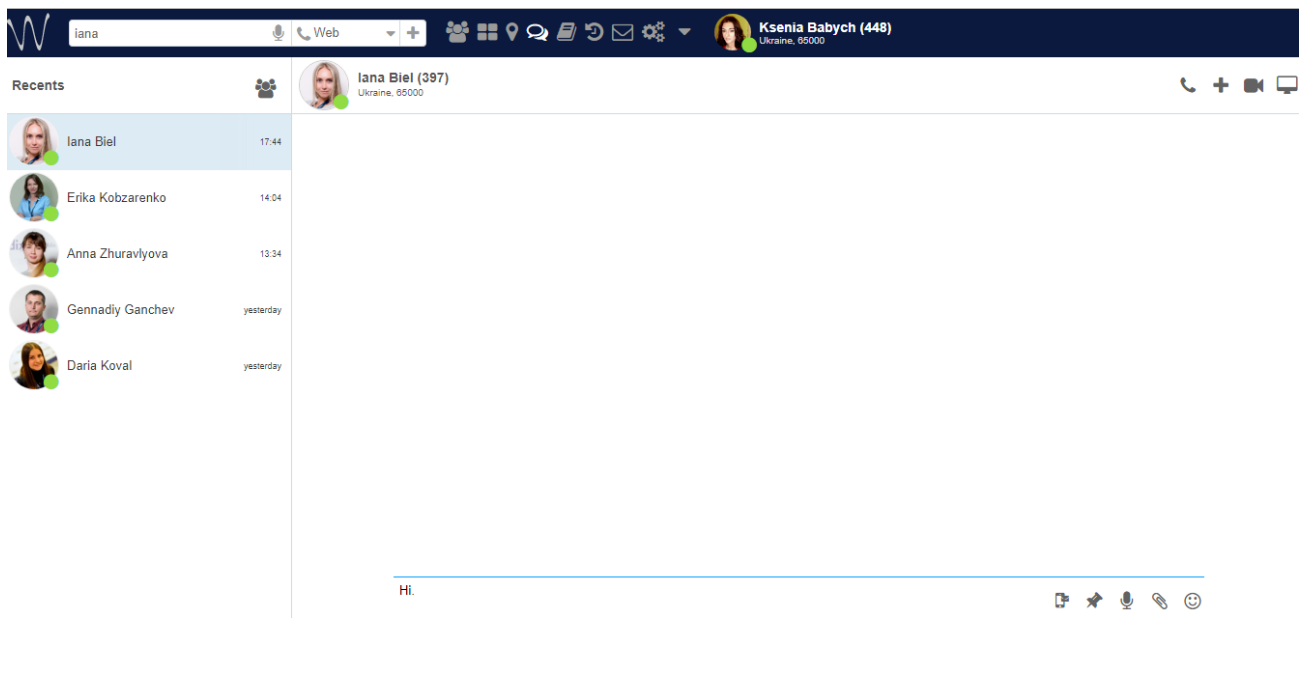 iana
Web
Ksenia Babych (448)
Ukraine, 65000
Recents
Iana Biel (397)
Ukraine, 65000
Iana Biel
17:44
Erika Kobzarenko
14:04
Anna Zhuravlyova
13:34
Gennadiy Ganchev
yesterday
Daria Koval
yesterday
Hi.